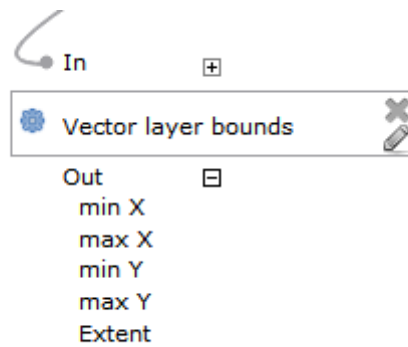 In
Vector layer bounds
Out
min X
max X
min Y
max Y
Extent